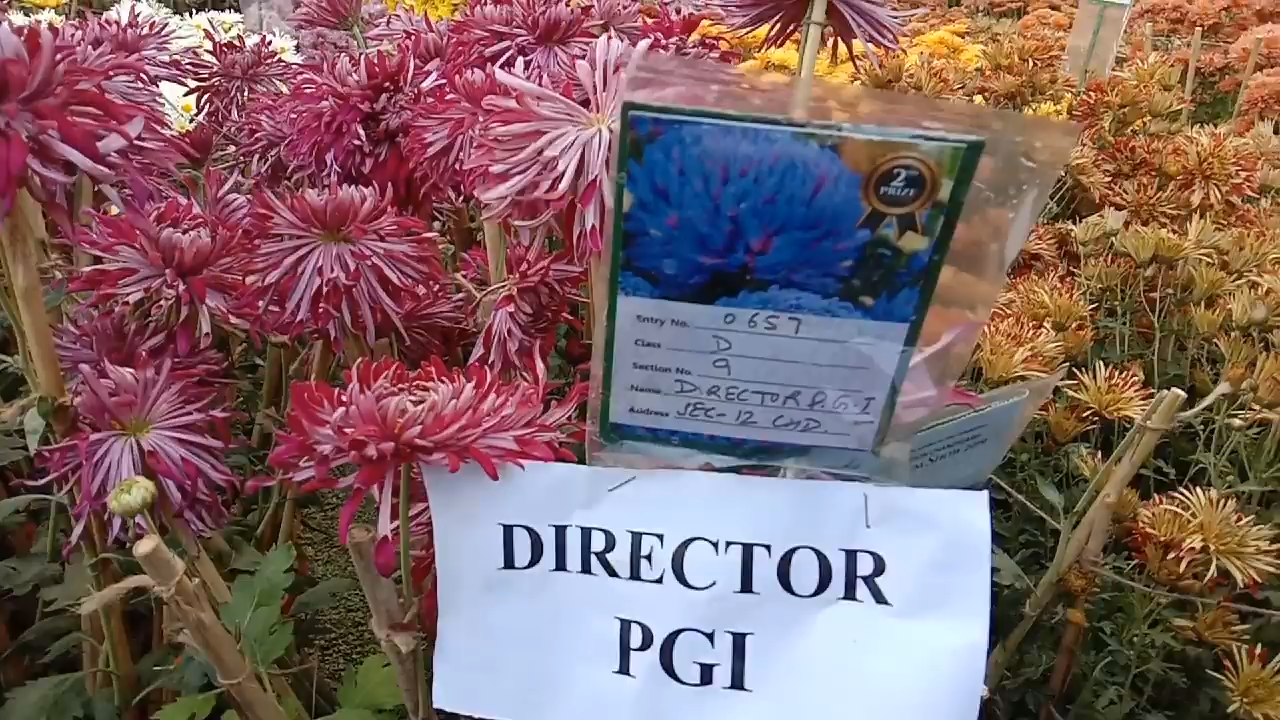 2ND
PRIZE
Entry No. 0657
Class D
Section No. 9
Name DIRECTOR P.G.I
Address SEC-12 CHD.
DIRECTOR
PGI